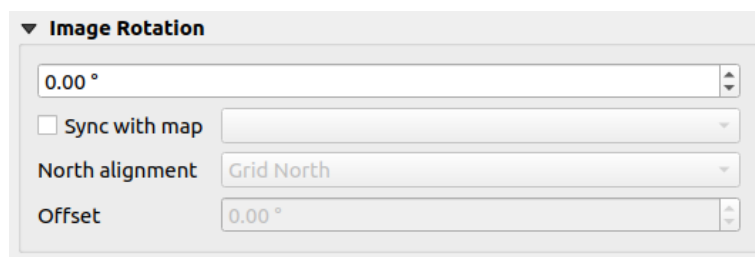 Image Rotation
0.00 °
Sync with map
North alignment Grid North
Offset 0.00 °